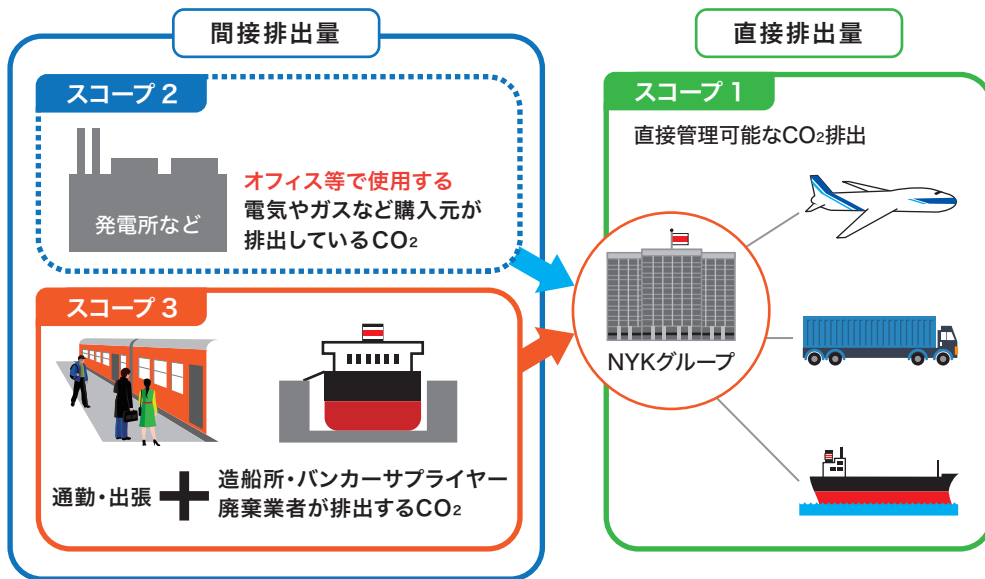 間接排出量
スコープ 2
発電所など
オフィス等で使用する
電気やガスなど購入元が
排出しているCO₂
スコープ 3
通勤・出張
造船所・バンカーサプライヤー
廃棄業者が排出するCO₂
直接排出量
スコープ 1
直接管理可能なCO₂排出
NYKグループ